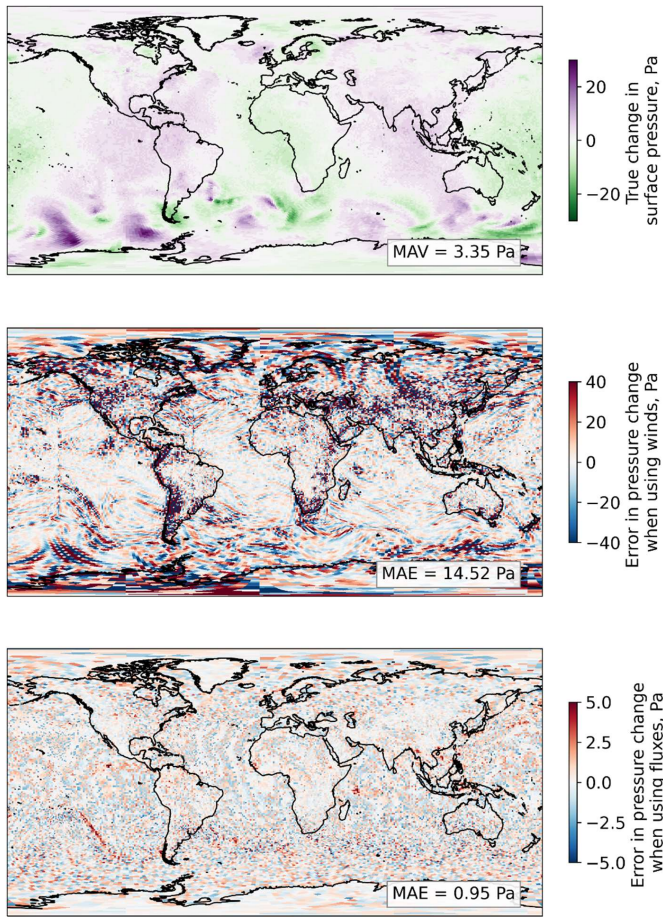 20
0
−20
True change in
surface pressure, Pa
MAV = 3.35 Pa
40
20
0
−20
−40
Error in pressure change
when using winds, Pa
MAE = 14.52 Pa
5.0
2.5
0.0
−2.5
−5.0
Error in pressure change
when using fluxes, Pa
MAE = 0.95 Pa